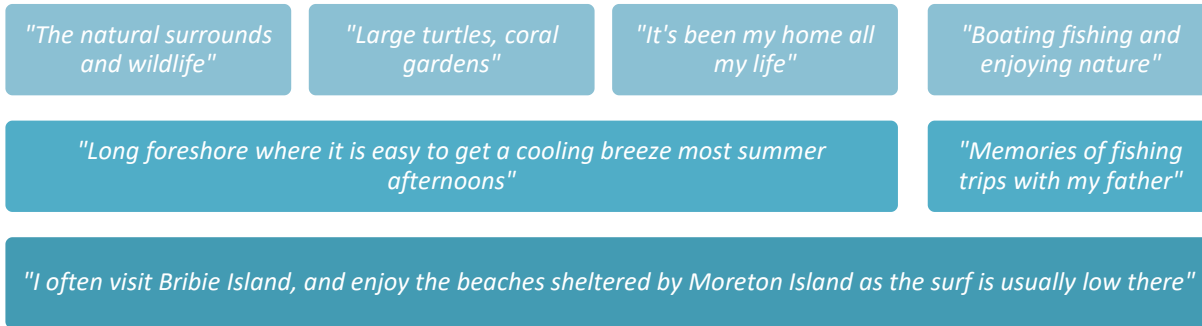 "The natural surrounds
and wildlife"
"Large turtles, coral
gardens"
"It's been my home all
my life"
"Boating fishing and
enjoying nature"
"Long foreshore where it is easy to get a cooling breeze most summer
afternoons"
"Memories of fishing
trips with my father"
"I often visit Bribie Island, and enjoy the beaches sheltered by Moreton Island as the surf is usually low there"